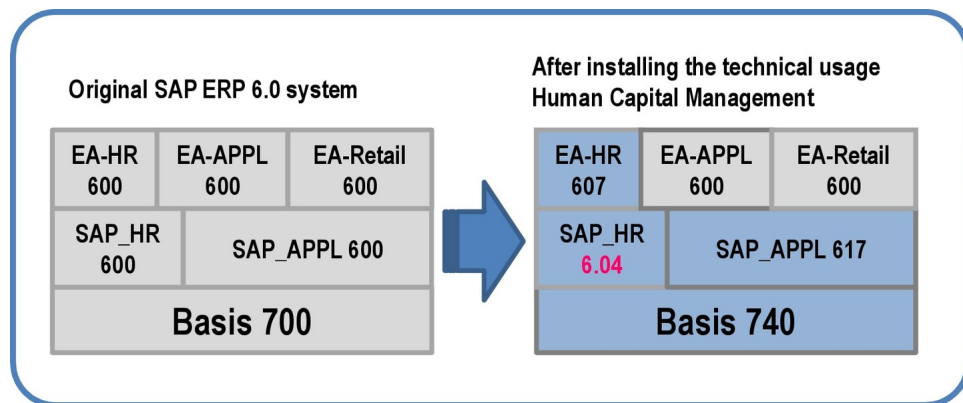 Original SAP ERP 6.0 system
EA-HR
600
EA-APPL
600
EA-Retail
600
SAP_HR
600
SAP_APPL 600
Basis 700
After installing the technical usage
Human Capital Management
EA-HR
607
EA-APPL
600
EA-Retail
600
SAP_HR
6.04
SAP_APPL 617
Basis 740